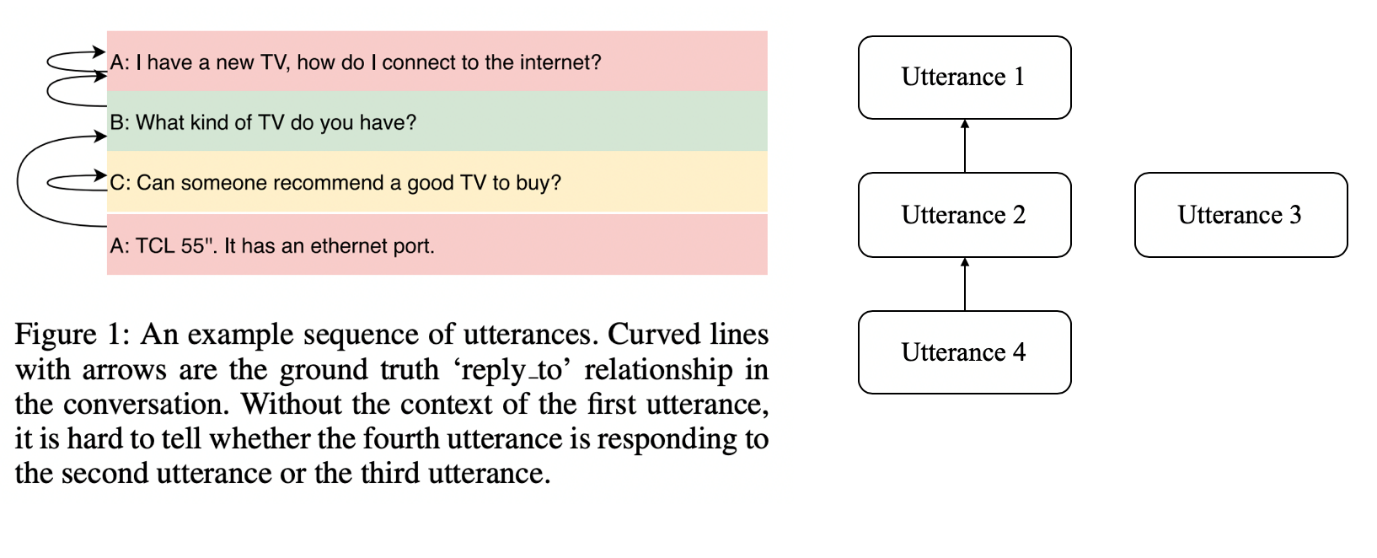 A: I have a new TV, how do I connect to the internet?
B: What kind of TV do you have?
C: Can someone recommend a good TV to buy?
A: TCL 55". It has an ethernet port.
Figure 1: An example sequence of utterances. Curved lines
with arrows are the ground truth ‘reply_to’ relationship in
the conversation. Without the context of the first utterance,
it is hard to tell whether the fourth utterance is responding to
the second utterance or the third utterance.
Utterance 1
Utterance 2
Utterance 3
Utterance 4